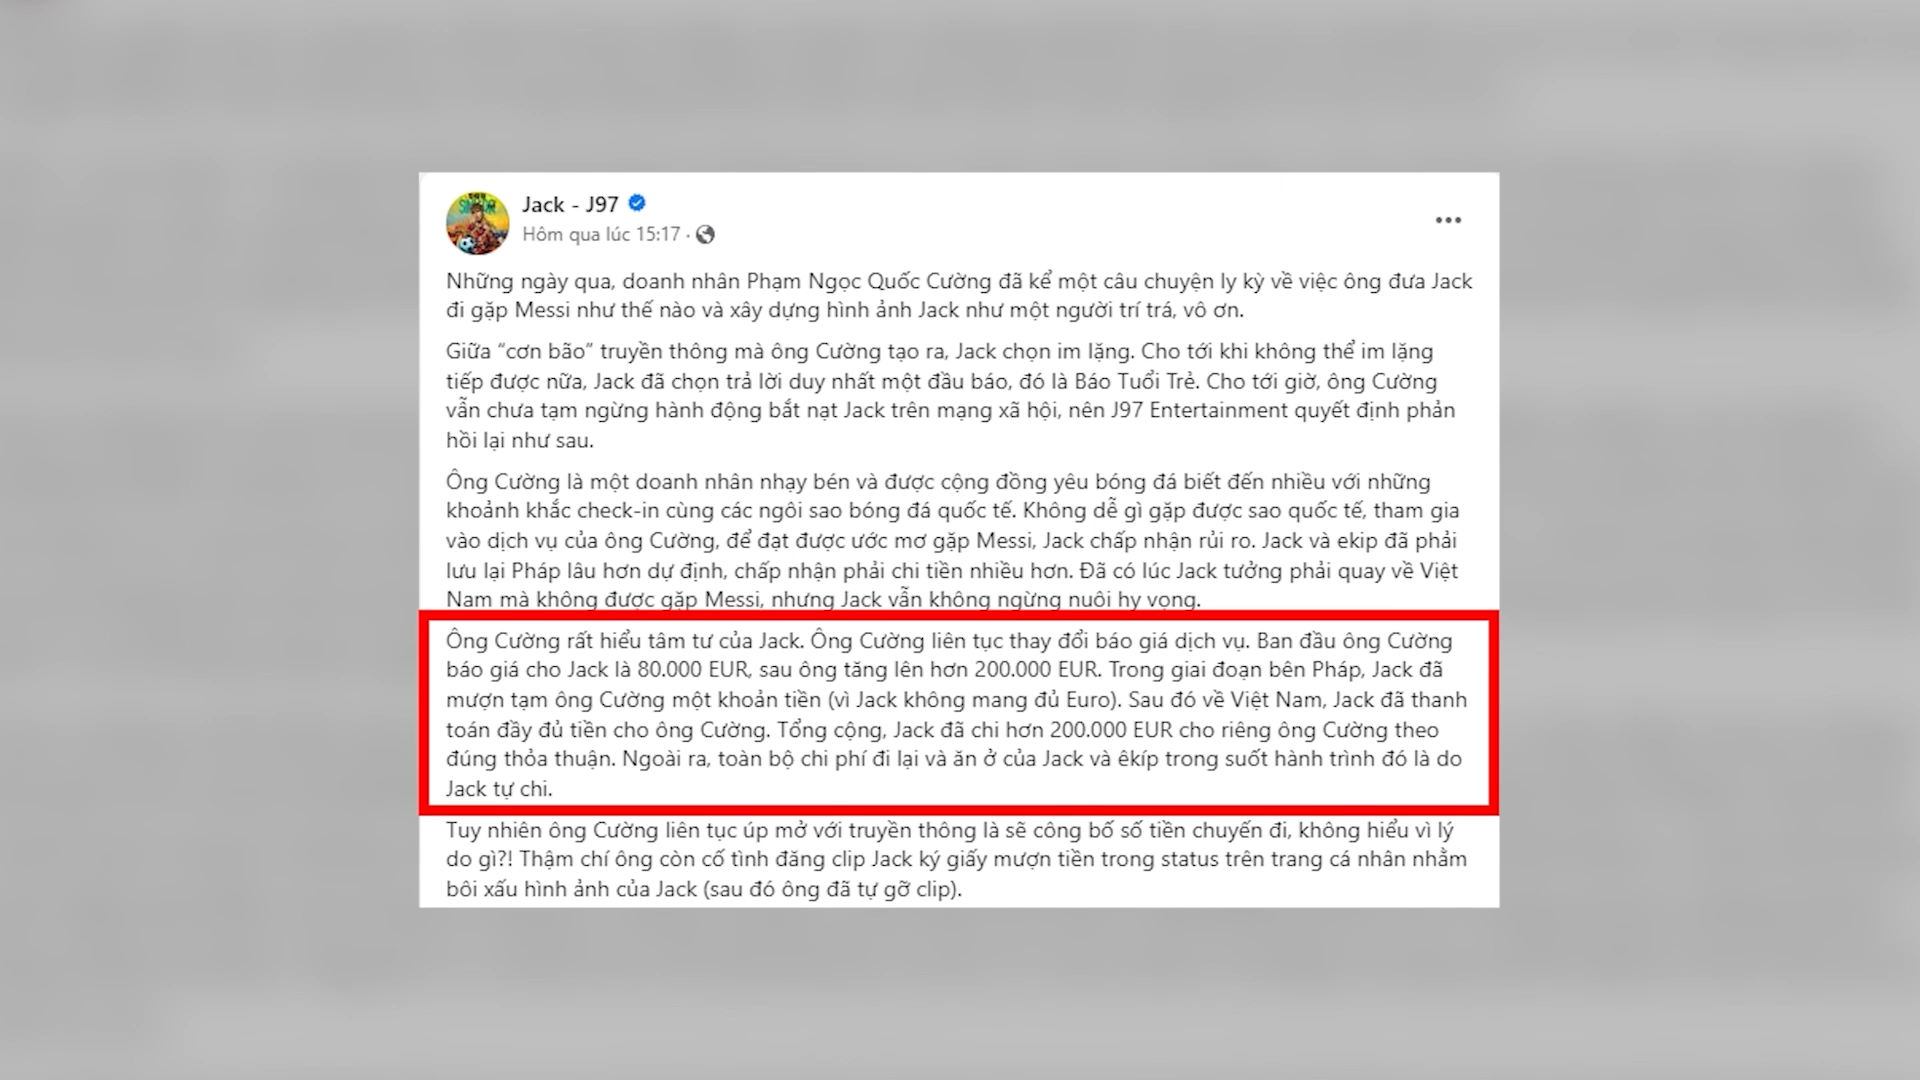 Jack - J97
Hôm qua lúc 15:17 ·
Những ngày qua, doanh nhân Phạm Ngọc Quốc Cường đã kể một câu chuyện ly kỳ về việc ông đưa Jack
đi gặp Messi như thế nào và xây dựng hình ảnh Jack như một người trí trá, vô ơn.
Giữa “cơn bão” truyền thông mà ông Cường tạo ra, Jack chọn im lặng. Cho tới khi không thể im lặng
tiếp được nữa, Jack đã chọn trả lời duy nhất một đầu báo, đó là Báo Tuổi Trẻ. Cho tới giờ, ông Cường
vẫn chưa tạm ngừng hành động bắt nạt Jack trên mạng xã hội, nên J97 Entertainment quyết định phản
hồi lại như sau.
Ông Cường là một doanh nhân nhạy bén và được cộng đồng yêu bóng đá biết đến nhiều với những
khoảnh khắc check-in cùng các ngôi sao bóng đá quốc tế. Không dễ gì gặp được sao quốc tế, tham gia
vào dịch vụ của ông Cường, để đạt được ước mơ gặp Messi, Jack chấp nhận rủi ro. Jack và ekip đã phải
lưu lại Pháp lâu hơn dự định, chấp nhận phải chi tiền nhiều hơn. Đã có lúc Jack tưởng phải quay về Việt
Nam mà không được gặp Messi, nhưng Jack vẫn không ngừng nuôi hy vọng.
Ông Cường rất hiểu tâm tư của Jack. Ông Cường liên tục thay đổi báo giá dịch vụ. Ban đầu ông Cường
báo giá cho Jack là 80.000 EUR, sau ông tăng lên hơn 200.000 EUR. Trong giai đoạn bên Pháp, Jack đã
mượn tạm ông Cường một khoản tiền (vì Jack không mang đủ Euro). Sau đó về Việt Nam, Jack đã thanh
toán đầy đủ tiền cho ông Cường. Tổng cộng, Jack đã chi hơn 200.000 EUR cho riêng ông Cường theo
đúng thỏa thuận. Ngoài ra, toàn bộ chi phí đi lại và ăn ở của Jack và êkíp trong suốt hành trình đó là do
Jack tự chi.
Tuy nhiên ông Cường liên tục úp mở với truyền thông là sẽ công bố số tiền chuyến đi, không hiểu vì lý
do gì?! Thậm chí ông còn cố tình đăng clip Jack ký giấy mượn tiền trong status trên trang cá nhân nhằm
bôi xấu hình ảnh của Jack (sau đó ông đã tự gỡ clip).